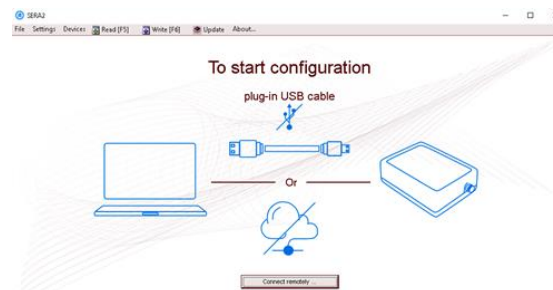 SERA2
File Settings Devices Read [F5] Write [F6] Update About...
To start configuration
plug-in USB cable
Or
Connect remotely ...